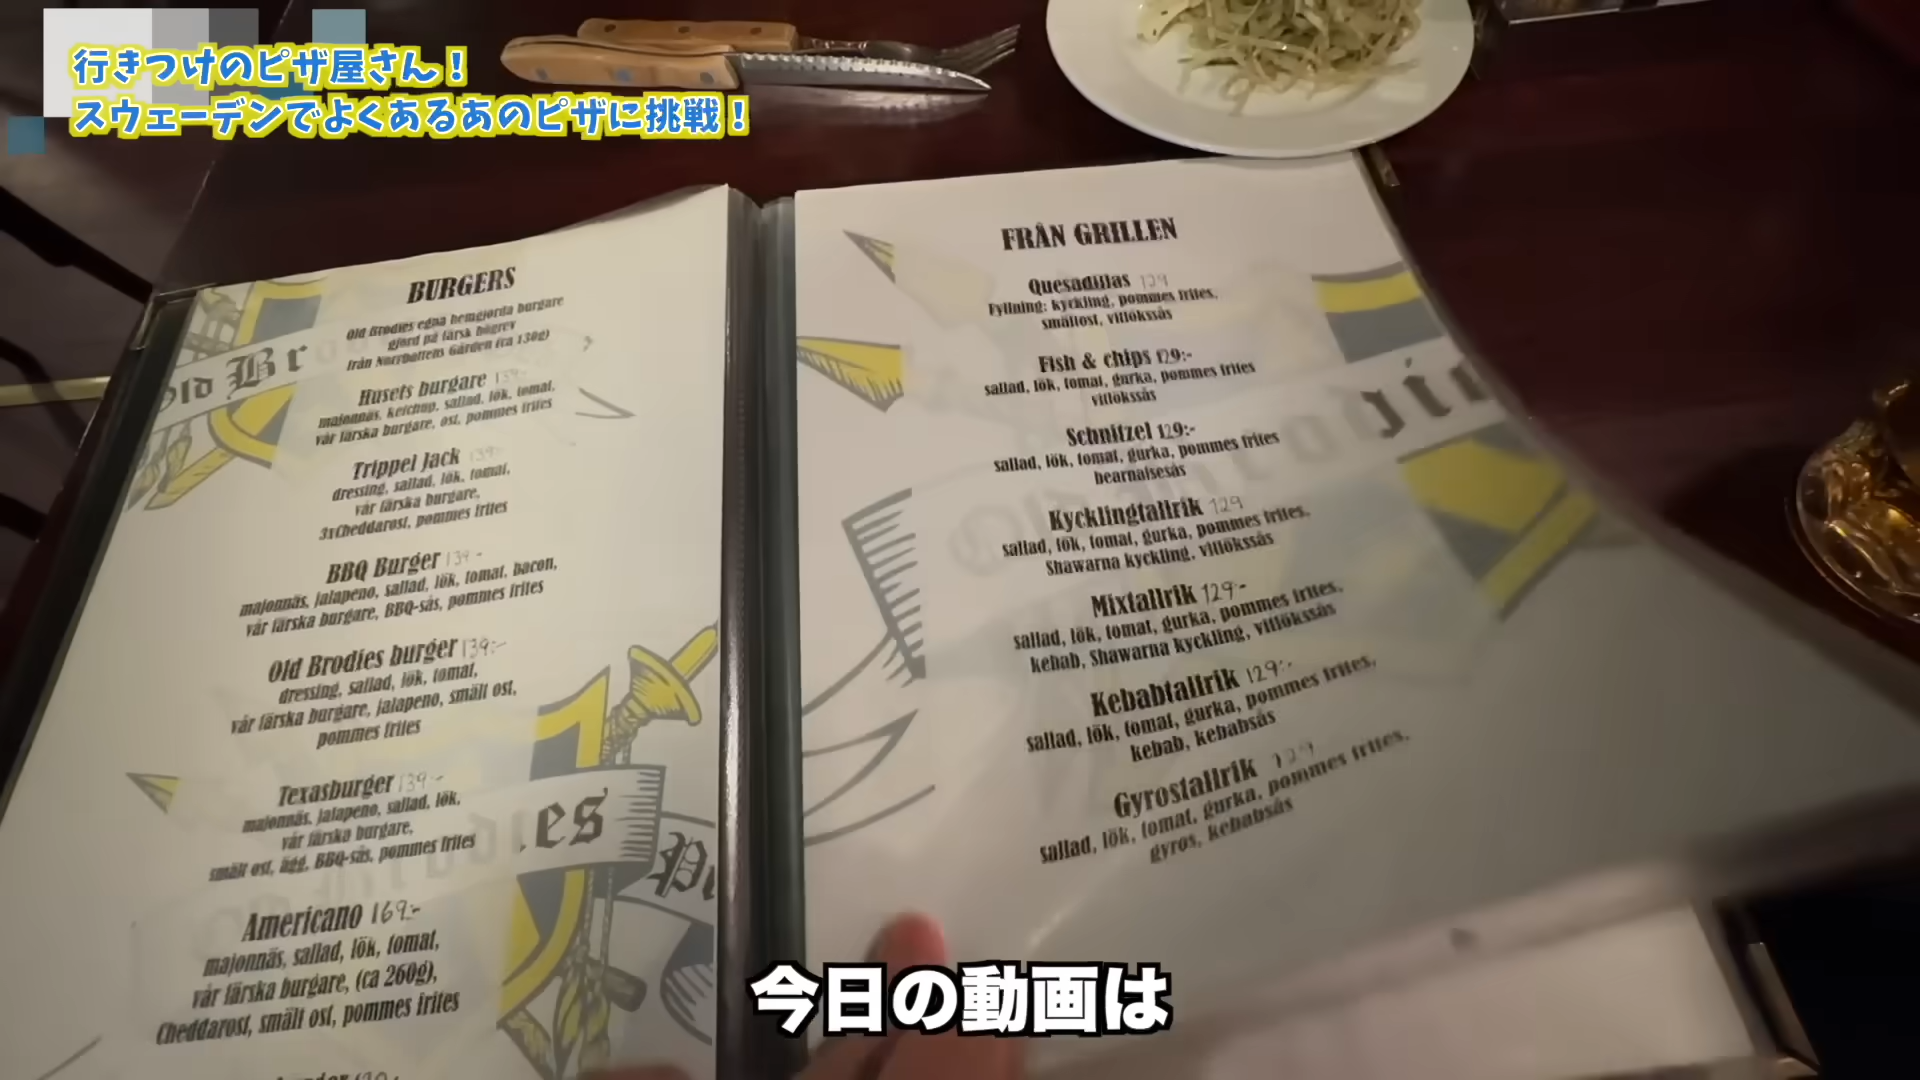 行きつけのピザ屋さん！
スウェーデンでよくあるあのピザに挑戦！
BURGERS
Old Brodies egna hemgjorda burgare
gjord på färsk högrev
från Norrbottens Gården (ca 130g)
Husets burgare 139:-
majonnäs, ketchup, sallad, lök, tomat,
vår färska burgare, ost, pommes frites
Trippel Jack 139:-
dressing, sallad, lök, tomat,
vår färska burgare,
3xCheddarost, pommes frites
BBQ Burger 139:-
majonnäs, jalapeno, sallad, lök, tomat, bacon,
vår färska burgare, BBQ-sås, pommes frites
Old Brodies burger 139:-
dressing, sallad, lök, tomat,
vår färska burgare, jalapeno, smält ost,
pommes frites
Texasburger 139:-
majonnäs, jalapeno, sallad, lök,
vår färska burgare,
smält ost, ägg, BBQ-sås, pommes frites
Americano 169:-
majonnäs, sallad, lök, tomat,
vår färska burgare, (ca 260g),
Cheddarost, smält ost, pommes frites
FRÅN GRILLEN
Quesadillas 129
Fyllning: kyckling, pommes frites,
smältost, vitlökssås
Fish & chips 129:-
sallad, lök, tomat, gurka, pommes frites
vitlökssås
Schnitzel 129:-
sallad, lök, tomat, gurka, pommes frites
bearnaisesås
Kycklingtallrik 129
sallad, lök, tomat, gurka, pommes frites,
Shawarna kyckling, vitlökssås
Mixtallrik 129:-
sallad, lök, tomat, gurka, pommes frites,
kebab, Shawarna kyckling, vitlökssås
Kebabtallrik 129:-
sallad, lök, tomat, gurka, pommes frites,
kebab, kebabsås
Gyrostallrik 129
sallad, lök, tomat, gurka, pommes frites,
gyros, kebabsås
今日の動画は